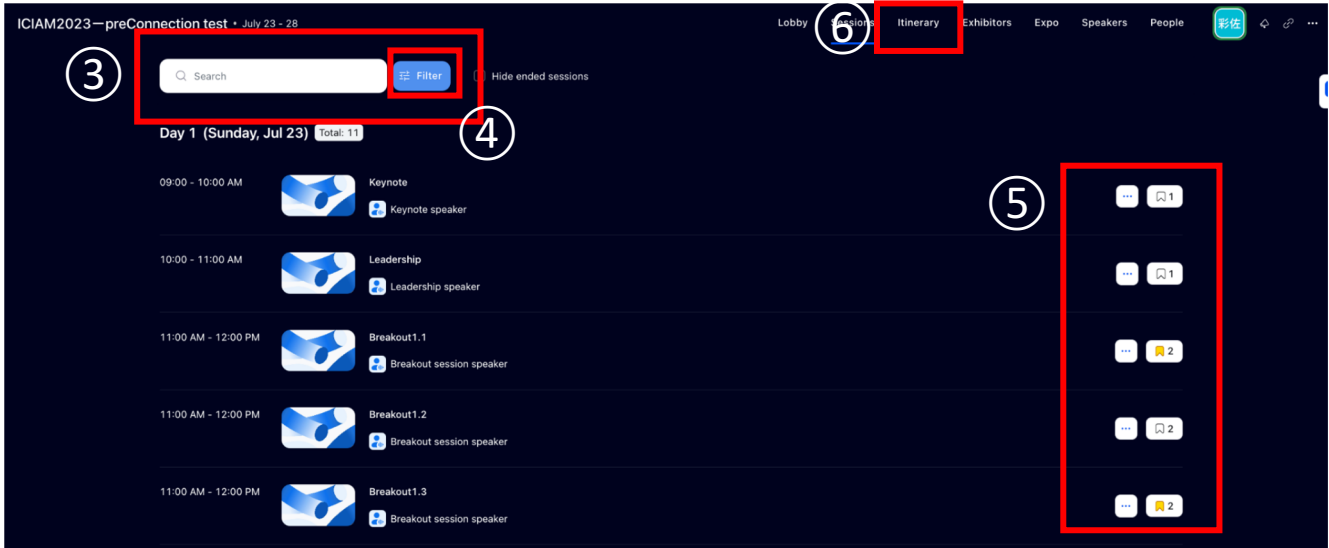 ICIAM2023ーpreConnection test • July 23 - 28
Lobby Sessions Itinerary Exhibitors Expo Speakers People 彩佐
⑥
③ Search Filter Hide ended sessions
④
Day 1 (Sunday, Jul 23) Total: 11
⑤
09:00 - 10:00 AM Keynote 1
Keynote speaker
10:00 - 11:00 AM Leadership 1
Leadership speaker
11:00 AM - 12:00 PM Breakout1.1 2
Breakout session speaker
11:00 AM - 12:00 PM Breakout1.2 2
Breakout session speaker
11:00 AM - 12:00 PM Breakout1.3 2
Breakout session speaker